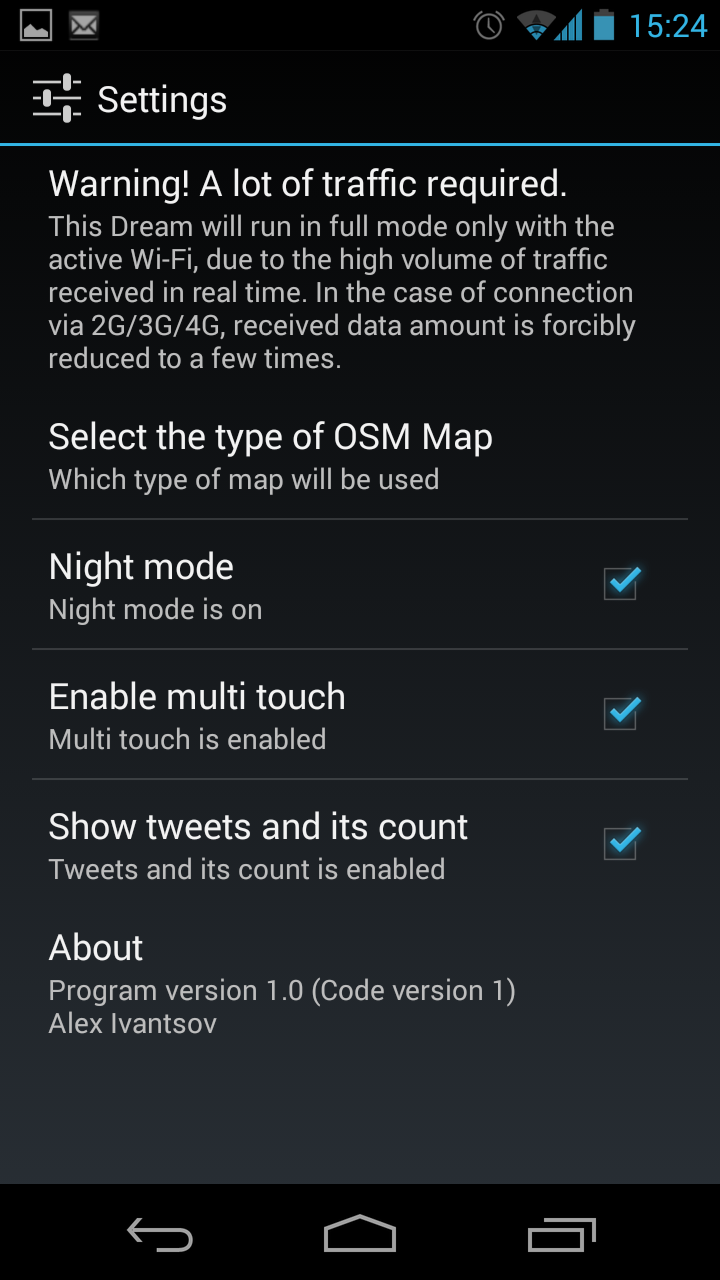 15:24
Settings
Warning! A lot of traffic required.
This Dream will run in full mode only with the
active Wi-Fi, due to the high volume of traffic
received in real time. In the case of connection
via 2G/3G/4G, received data amount is forcibly
reduced to a few times.
Select the type of OSM Map
Which type of map will be used
Night mode
Night mode is on
Enable multi touch
Multi touch is enabled
Show tweets and its count
Tweets and its count is enabled
About
Program version 1.0 (Code version 1)
Alex Ivantsov